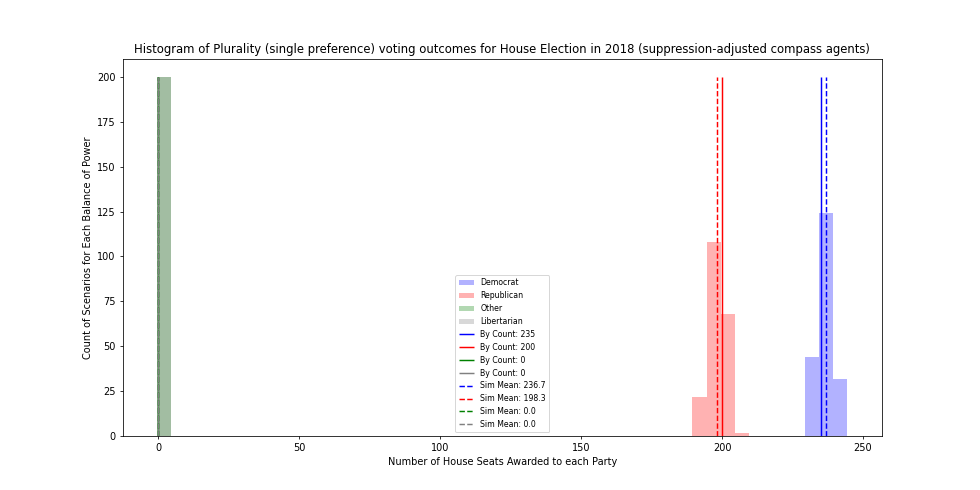 Histogram of Plurality (single preference) voting outcomes for House Election in 2018 (suppression-adjusted compass agents)
Count of Scenarios for Each Balance of Power
200
175
150
125
100
75
50
25
0
Democrat
Republican
Other
Libertarian
By Count: 235
By Count: 200
By Count: 0
By Count: 0
Sim Mean: 236.7
Sim Mean: 198.3
Sim Mean: 0.0
Sim Mean: 0.0
0 50 100 150 200 250
Number of House Seats Awarded to each Party